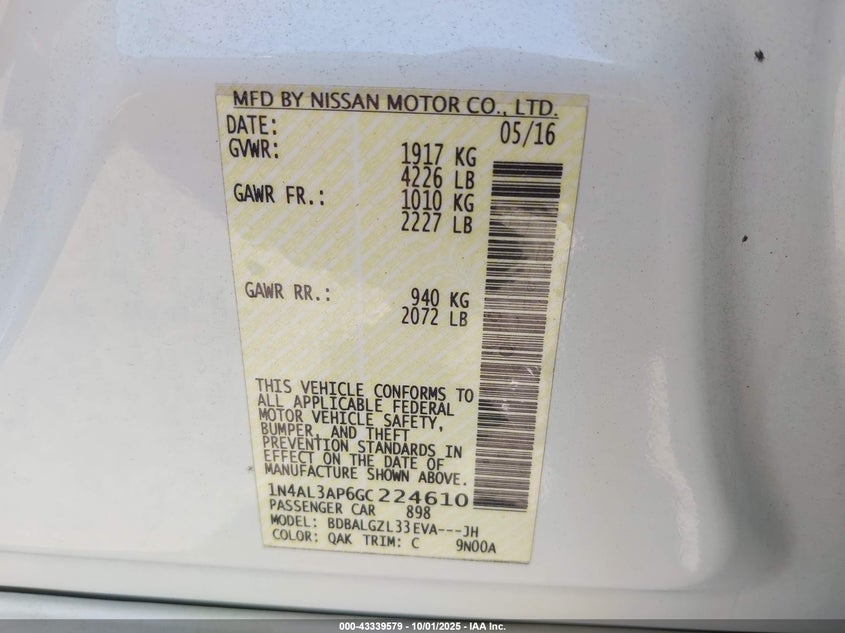 MFD BY NISSAN MOTOR CO., LTD.
DATE: 05/16
GVWR: 1917 KG
4226 LB
GAWR FR.: 1010 KG
2227 LB
GAWR RR.: 940 KG
2072 LB
THIS VEHICLE CONFORMS TO
ALL APPLICABLE FEDERAL
MOTOR VEHICLE SAFETY,
BUMPER, AND THEFT
PREVENTION STANDARDS IN
EFFECT ON THE DATE OF
MANUFACTURE SHOWN ABOVE.
1N4AL3AP6GC224610
PASSENGER CAR 898
MODEL: BDBALGZL33EVA---JH
COLOR: QAK TRIM: C 9N00A
000-43339579 - 10/01/2025 - IAA Inc.